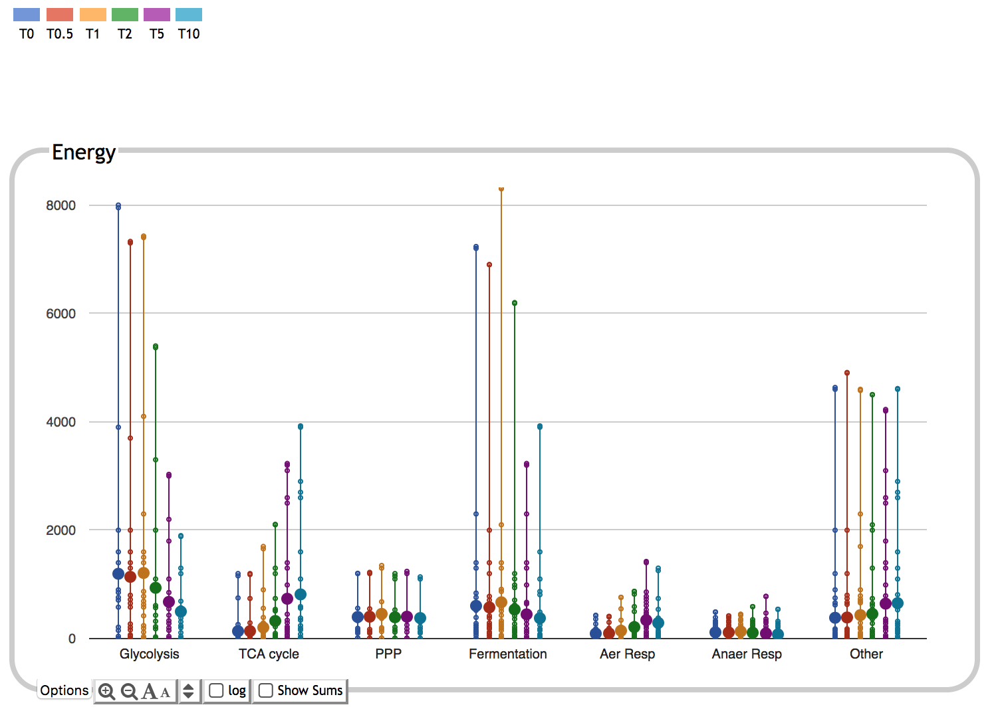 T0 T0.5 T1 T2 T5 T10
Energy
8000
6000
4000
2000
0
Glycolysis TCA cycle PPP Fermentation Aer Resp Anaer Resp Other
Options A A log Show Sums